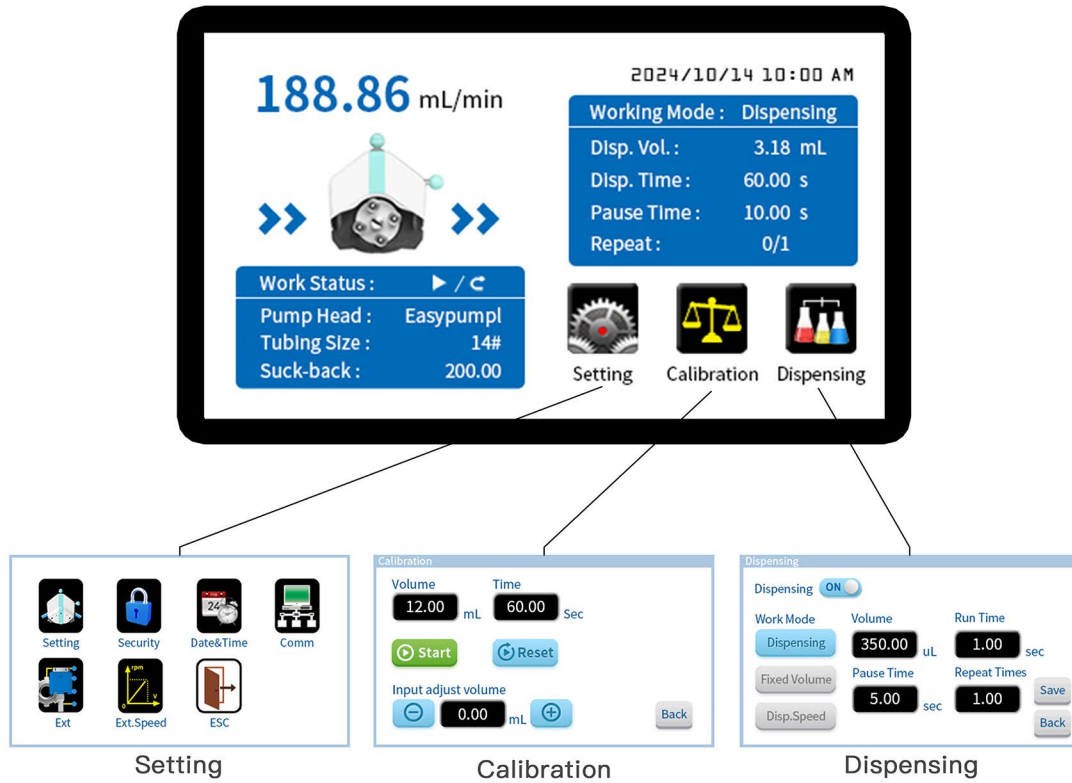 188.86 mL/min
2024/10/14 10:00 AM
Working Mode : Dispensing
Disp. Vol. : 3.18 mL
Disp. Time : 60.00 s
Pause Time : 10.00 s
Repeat : 0/1
Work Status : ▶ / ⮌
Pump Head : Easypumpl
Tubing Size : 14#
Suck-back : 200.00
Setting Calibration Dispensing
Setting Security Date&Time Comm
24
Ext Ext.Speed ESC
rpm
0 V
Setting
Calibration
Volume Time
12.00 mL 60.00 Sec
Start Reset
Input adjust volume
0.00 mL
Back
Calibration
Dispensing
Dispensing ON
Work Mode Volume Run Time
Dispensing 350.00 uL 1.00 sec
Fixed Volume Pause Time Repeat Times
5.00 sec 1.00 Save
Disp.Speed Back
Dispensing